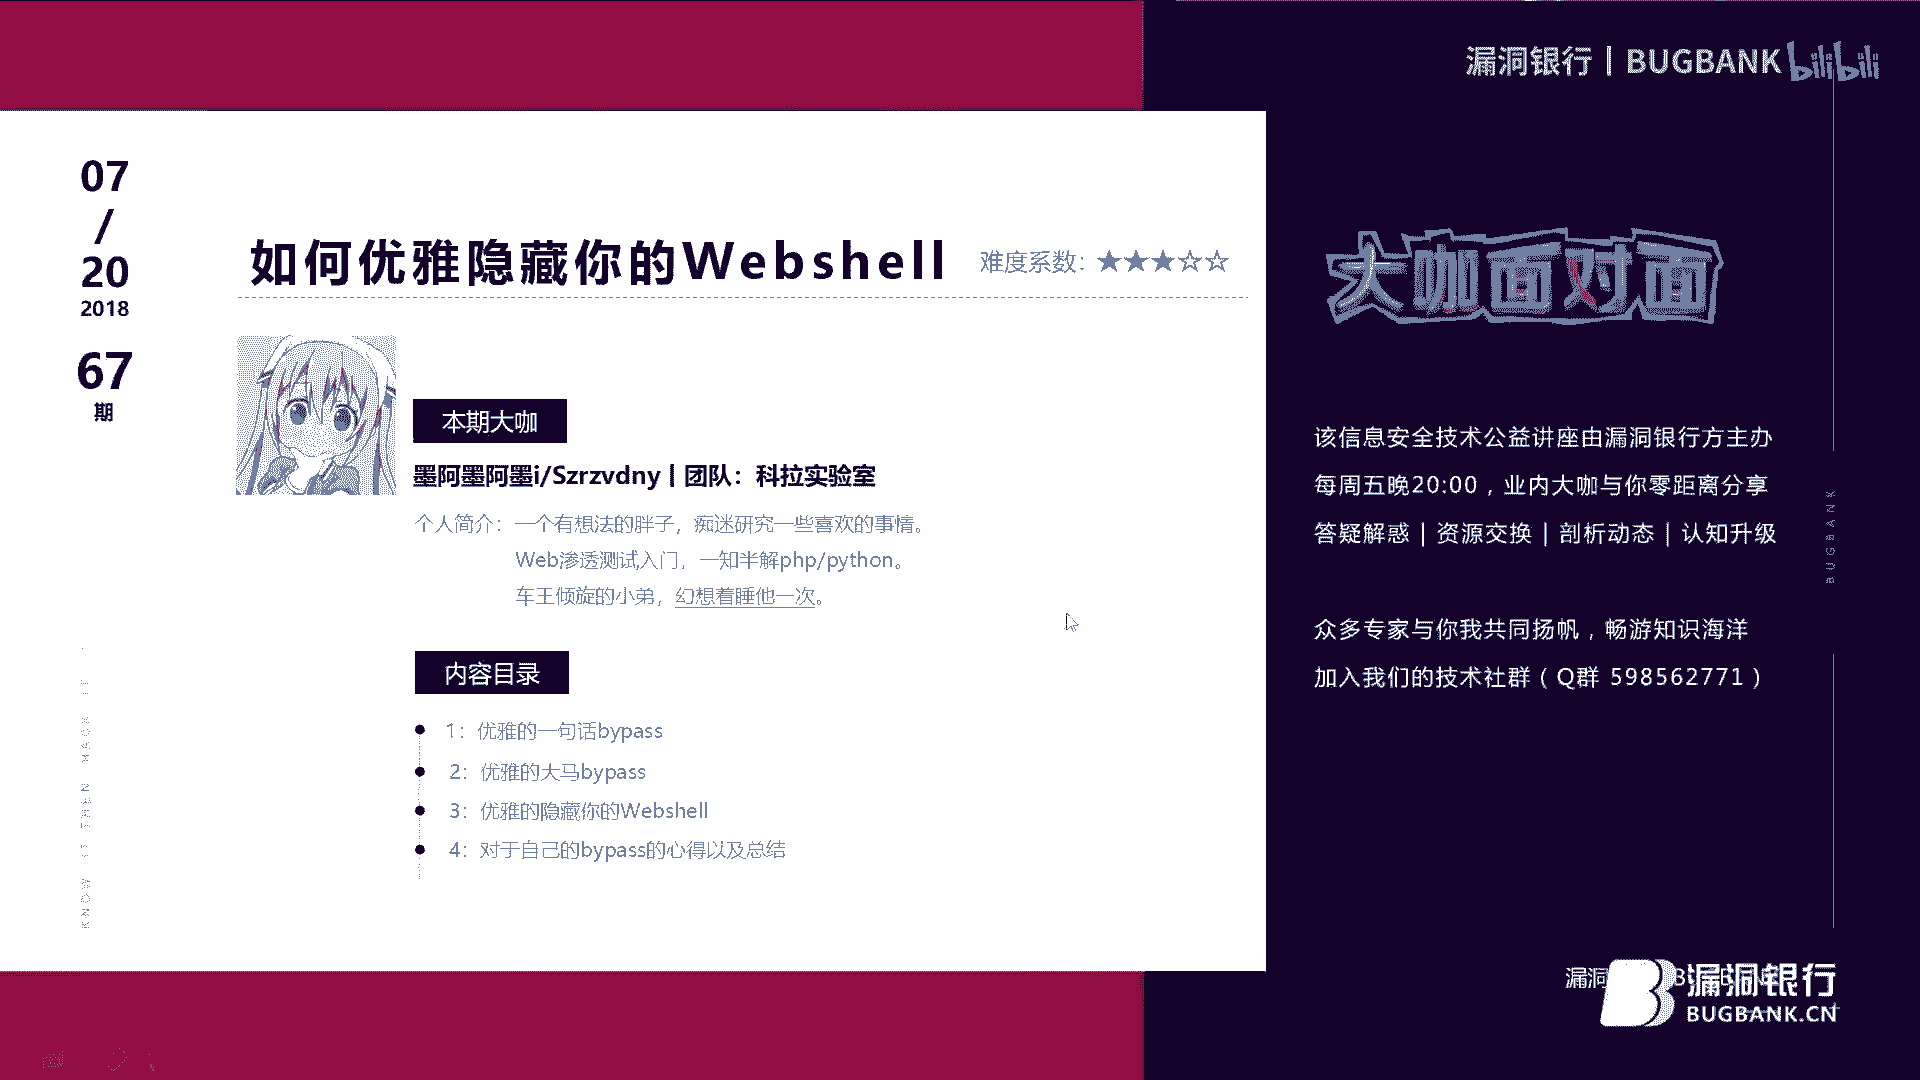 漏洞银行 | BUGBANK bilibili
07
/
20
2018
67
期
如何优雅隐藏你的Webshell
难度系数：★★★☆☆
本期大咖
墨阿墨阿墨i/Szrzvdny | 团队：科拉实验室
个人简介：一个有想法的胖子，痴迷研究一些喜欢的事情。
Web渗透测试入门，一知半解php/python。
车王倾旋的小弟，幻想着睡他一次。
内容目录
1：优雅的一句话bypass
2：优雅的大马bypass
3：优雅的隐藏你的Webshell
4：对于自己的bypass的心得以及总结
大咖面对面
该信息安全技术公益讲座由漏洞银行方主办
每周五晚20:00，业内大咖与你零距离分享
答疑解惑 | 资源交换 | 剖析动态 | 认知升级
众多专家与你我共同扬帆，畅游知识海洋
加入我们的技术社群（Q群 598562771）
BUGBANK
漏洞银行
BUGBANK.CN